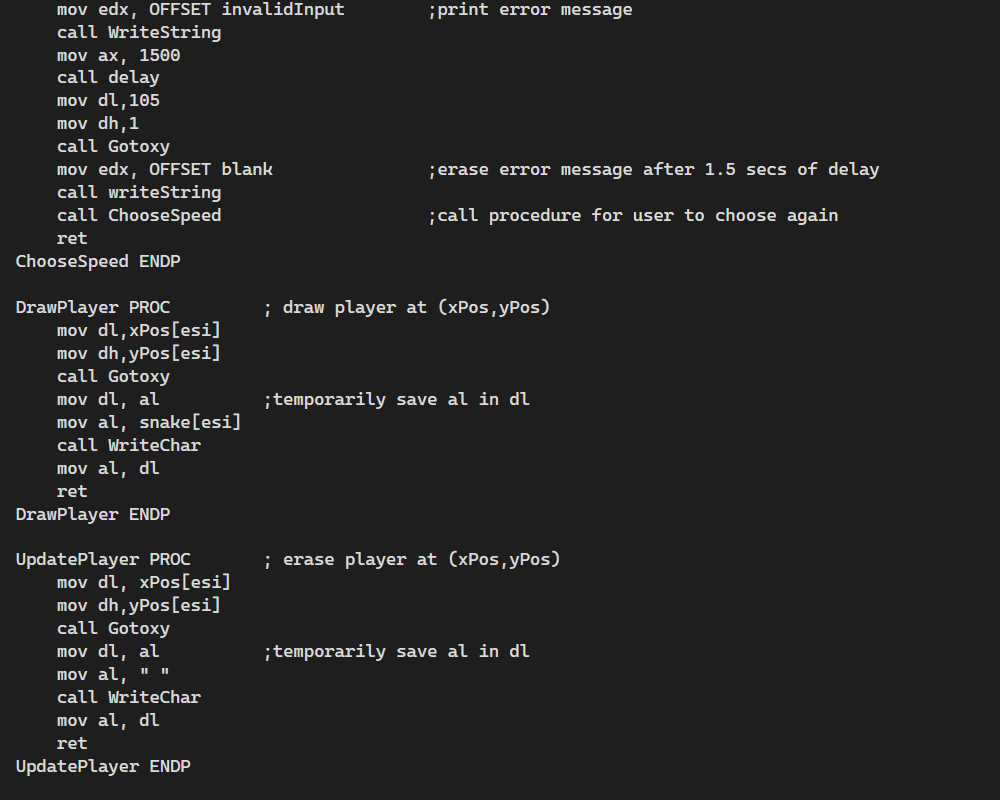 mov edx, OFFSET invalidInput        ;print error message
    call WriteString
    mov ax, 1500
    call delay
    mov dl,105
    mov dh,1
    call Gotoxy
    mov edx, OFFSET blank               ;erase error message after 1.5 secs of delay
    call writeString
    call ChooseSpeed                    ;call procedure for user to choose again
    ret
ChooseSpeed ENDP

DrawPlayer PROC         ; draw player at (xPos,yPos)
    mov dl,xPos[esi]
    mov dh,yPos[esi]
    call Gotoxy
    mov dl, al          ;temporarily save al in dl
    mov al, snake[esi]
    call WriteChar
    mov al, dl
    ret
DrawPlayer ENDP

UpdatePlayer PROC       ; erase player at (xPos,yPos)
    mov dl, xPos[esi]
    mov dh,yPos[esi]
    call Gotoxy
    mov dl, al          ;temporarily save al in dl
    mov al, " "
    call WriteChar
    mov al, dl
    ret
UpdatePlayer ENDP